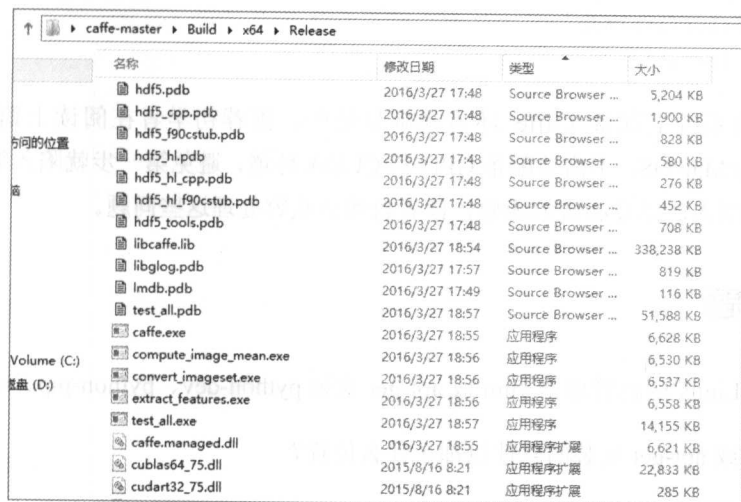 caffe-master ▸ Build ▸ x64 ▸ Release
名称 修改日期 类型 大小
hdf5.pdb 2016/3/27 17:48 Source Browser ... 5,204 KB
hdf5_cpp.pdb 2016/3/27 17:48 Source Browser ... 1,900 KB
hdf5_f90cstub.pdb 2016/3/27 17:48 Source Browser ... 828 KB
问的位置
hdf5_hl.pdb 2016/3/27 17:48 Source Browser ... 580 KB
hdf5_hl_cpp.pdb 2016/3/27 17:48 Source Browser ... 276 KB
hdf5_hl_f90cstub.pdb 2016/3/27 17:48 Source Browser ... 452 KB
hdf5_tools.pdb 2016/3/27 17:48 Source Browser ... 708 KB
libcaffe.lib 2016/3/27 18:54 Source Browser ... 338,238 KB
libglog.pdb 2016/3/27 17:57 Source Browser ... 819 KB
lmdb.pdb 2016/3/27 17:49 Source Browser ... 116 KB
test_all.pdb 2016/3/27 18:57 Source Browser ... 51,588 KB
caffe.exe 2016/3/27 18:55 应用程序 6,628 KB
Volume (C:)
compute_image_mean.exe 2016/3/27 18:56 应用程序 6,530 KB
convert_imageset.exe 2016/3/27 18:56 应用程序 6,537 KB
磁盘 (D:)
extract_features.exe 2016/3/27 18:56 应用程序 6,558 KB
test_all.exe 2016/3/27 18:57 应用程序 14,155 KB
caffe.managed.dll 2016/3/27 18:55 应用程序扩展 6,621 KB
cublas64_75.dll 2015/8/16 8:21 应用程序扩展 22,833 KB
cudart32_75.dll 2015/8/16 8:21 应用程序扩展 285 KB